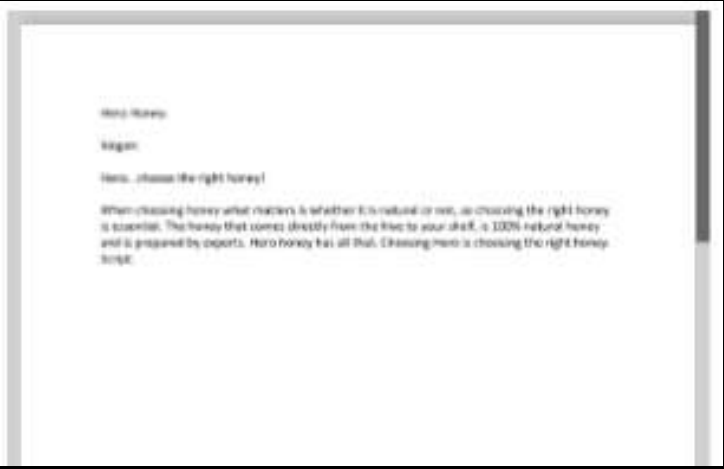 Hero Honey
Slogan:
Hero.. choose the right honey!
When choosing honey what matters is whether it is natural or not, so choosing the right honey
is essential. The honey that comes directly from the hive to your shelf, is 100% natural honey
and is prepared by experts. Hero honey has all that. Choosing Hero is choosing the right honey.
Script: